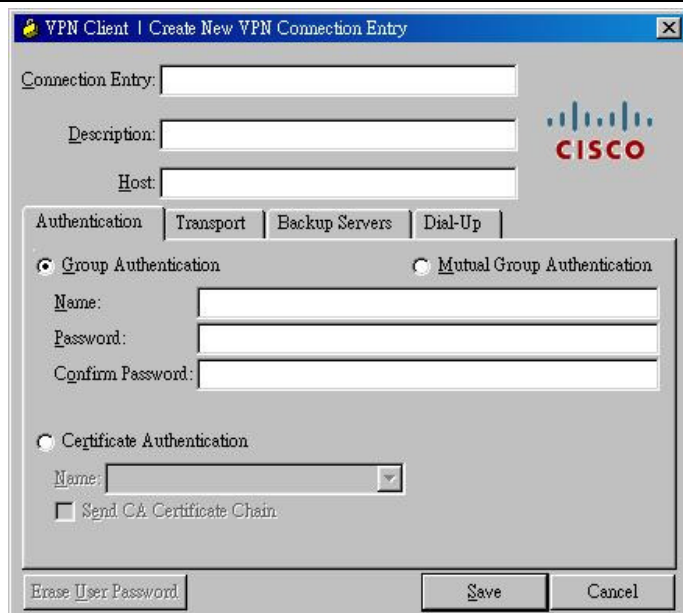 VPN Client | Create New VPN Connection Entry
Connection Entry:
Description:
Host:
CISCO
Authentication Transport Backup Servers Dial-Up
Group Authentication Mutual Group Authentication
Name:
Password:
Confirm Password:
Certificate Authentication
Name:
Send CA Certificate Chain
Erase User Password Save Cancel